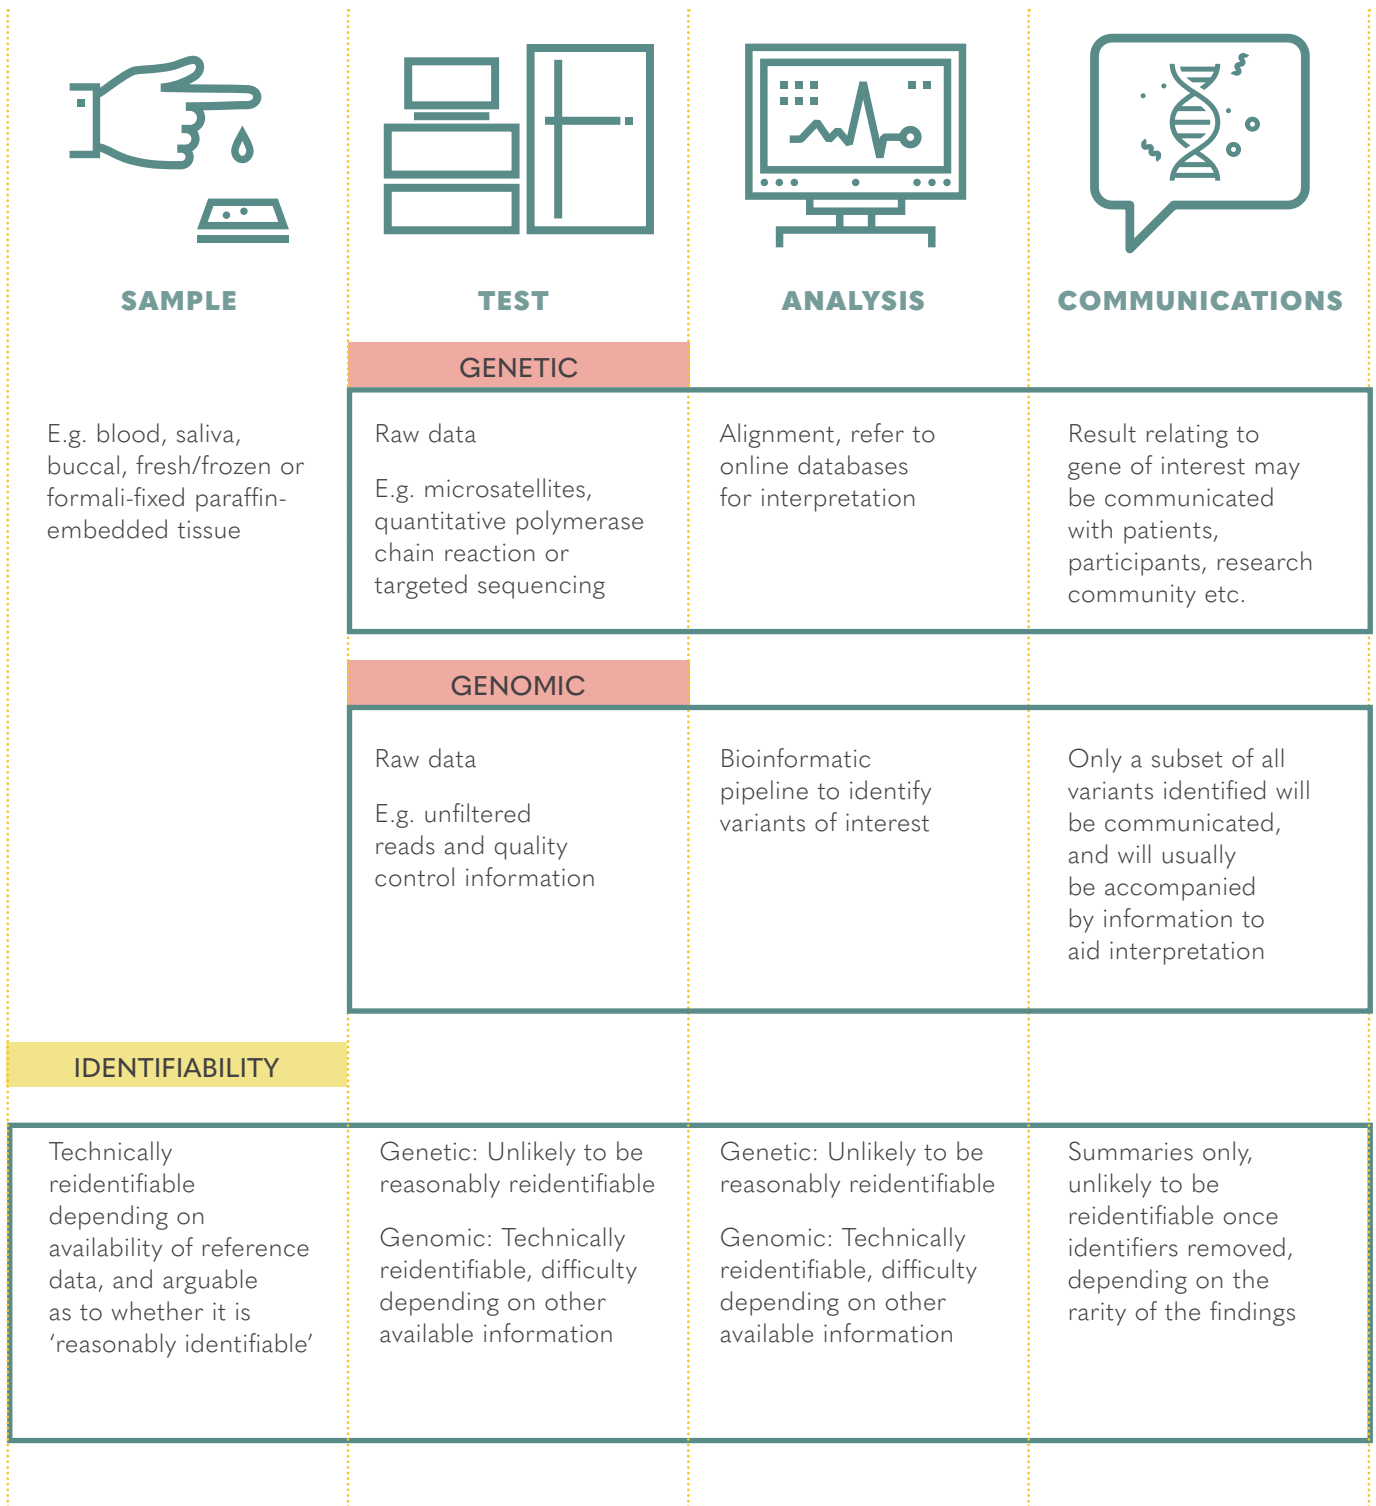 SAMPLE
TEST
ANALYSIS
COMMUNICATIONS
GENETIC
E.g. blood, saliva,
buccal, fresh/frozen or
formali-fixed paraffin-
embedded tissue
Raw data
E.g. microsatellites,
quantitative polymerase
chain reaction or
targeted sequencing
Alignment, refer to
online databases
for interpretation
Result relating to
gene of interest may
be communicated
with patients,
participants, research
community etc.
GENOMIC
Raw data
E.g. unfiltered
reads and quality
control information
Bioinformatic
pipeline to identify
variants of interest
Only a subset of all
variants identified will
be communicated,
and will usually
be accompanied
by information to
aid interpretation
IDENTIFIABILITY
Technically
reidentifiable
depending on
availability of reference
data, and arguable
as to whether it is
‘reasonably identifiable’
Genetic: Unlikely to be
reasonably reidentifiable
Genomic: Technically
reidentifiable, difficulty
depending on other
available information
Genetic: Unlikely to be
reasonably reidentifiable
Genomic: Technically
reidentifiable, difficulty
depending on other
available information
Summaries only,
unlikely to be
reidentifiable once
identifiers removed,
depending on the
rarity of the findings